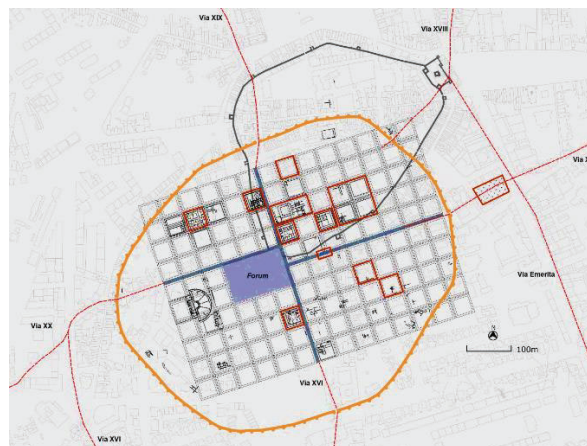 Via XIX
Via XVIII
Via X
Forum
Via Emerita
Via XX
N
100m
Via XVI
Via XVI